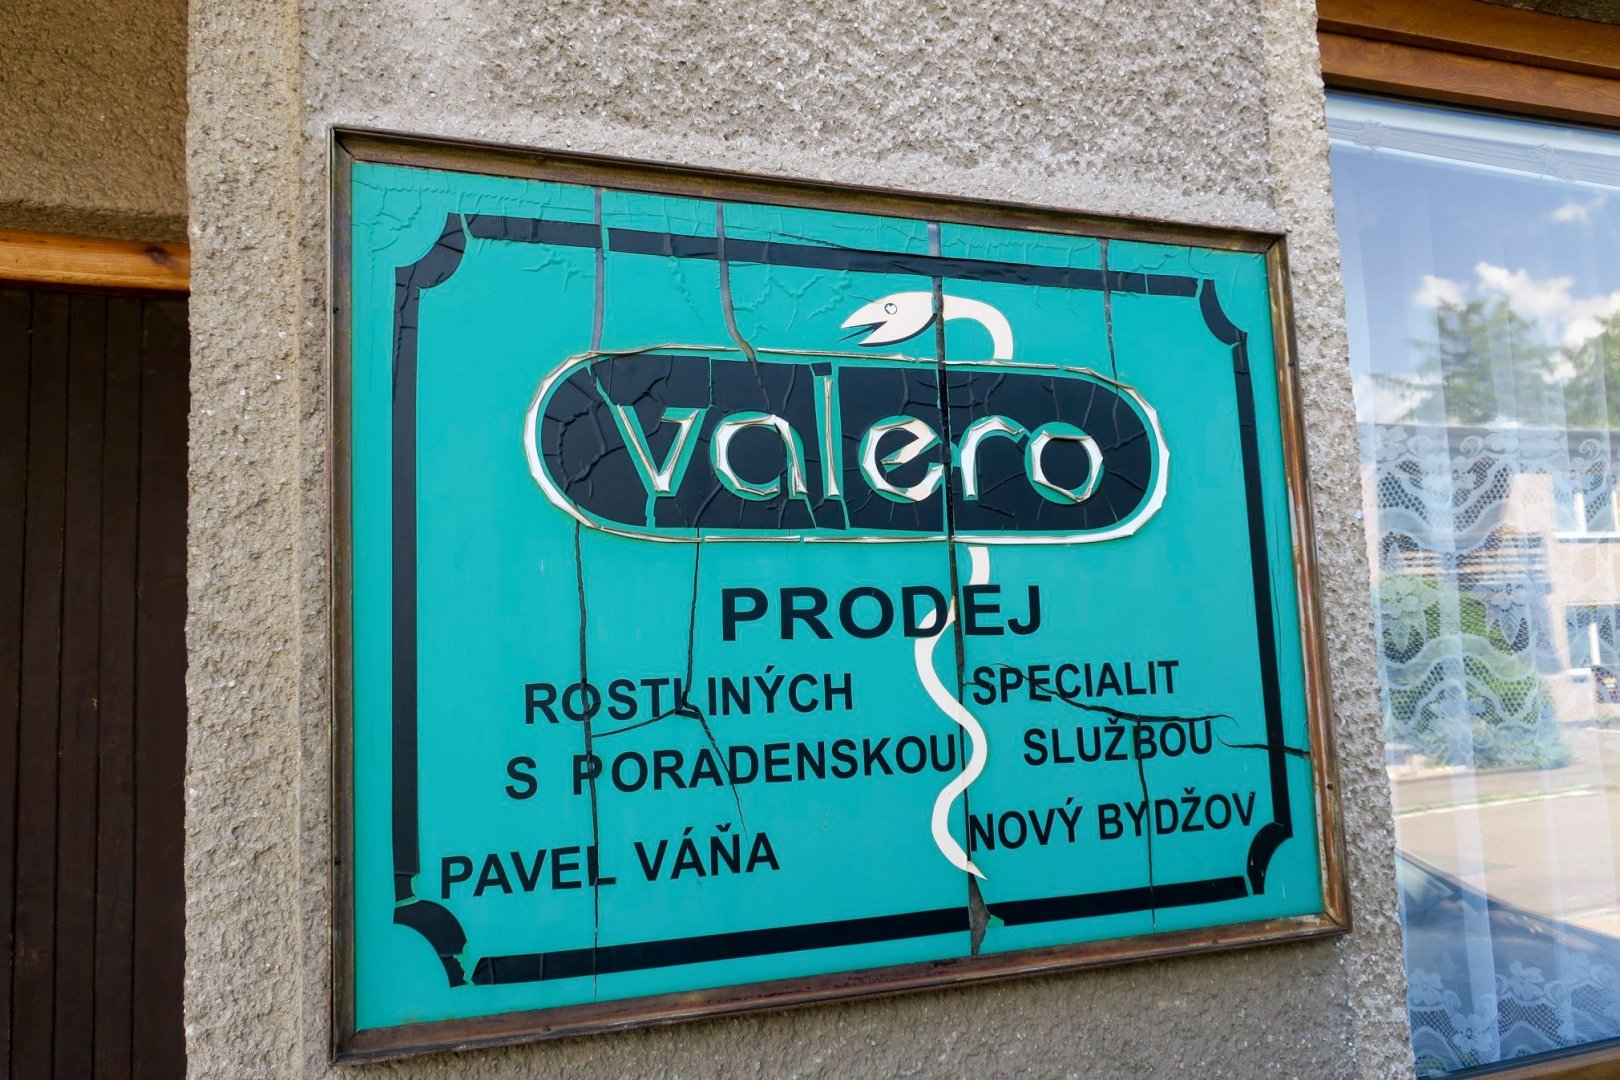 valero
PRODEJ
ROSTLINÝCH SPECIALIT
S PORADENSKOU SLUŽBOU
PAVEL VÁŇA NOVÝ BYDŽOV